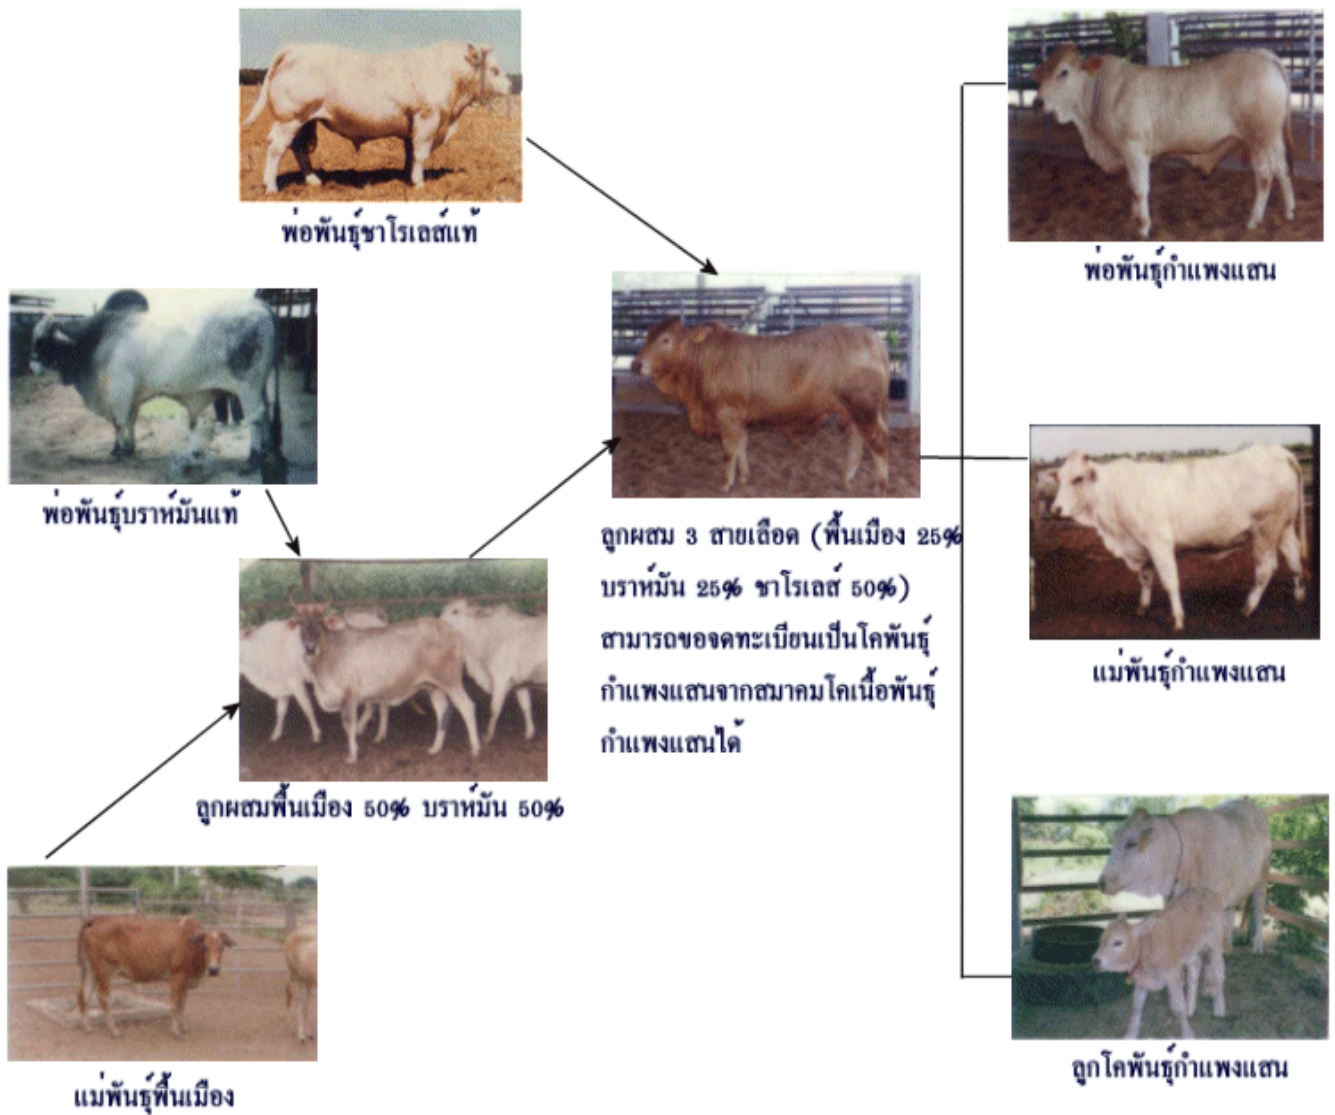 พ่อพันธุ์ชาโรเลส์แท้
พ่อพันธุ์กำแพงแสน
พ่อพันธุ์บราห์มันแท้
ลูกผสม 3 สายเลือด (พื้นเมือง 25%
บราห์มัน 25% ชาโรเลส์ 50%)
สามารถขอจดทะเบียนเป็นโคพันธุ์
กำแพงแสนจากสมาคมโคเนื้อพันธุ์
กำแพงแสนได้
แม่พันธุ์กำแพงแสน
ลูกผสมพื้นเมือง 50% บราห์มัน 50%
แม่พันธุ์พื้นเมือง
ลูกโคพันธุ์กำแพงแสน